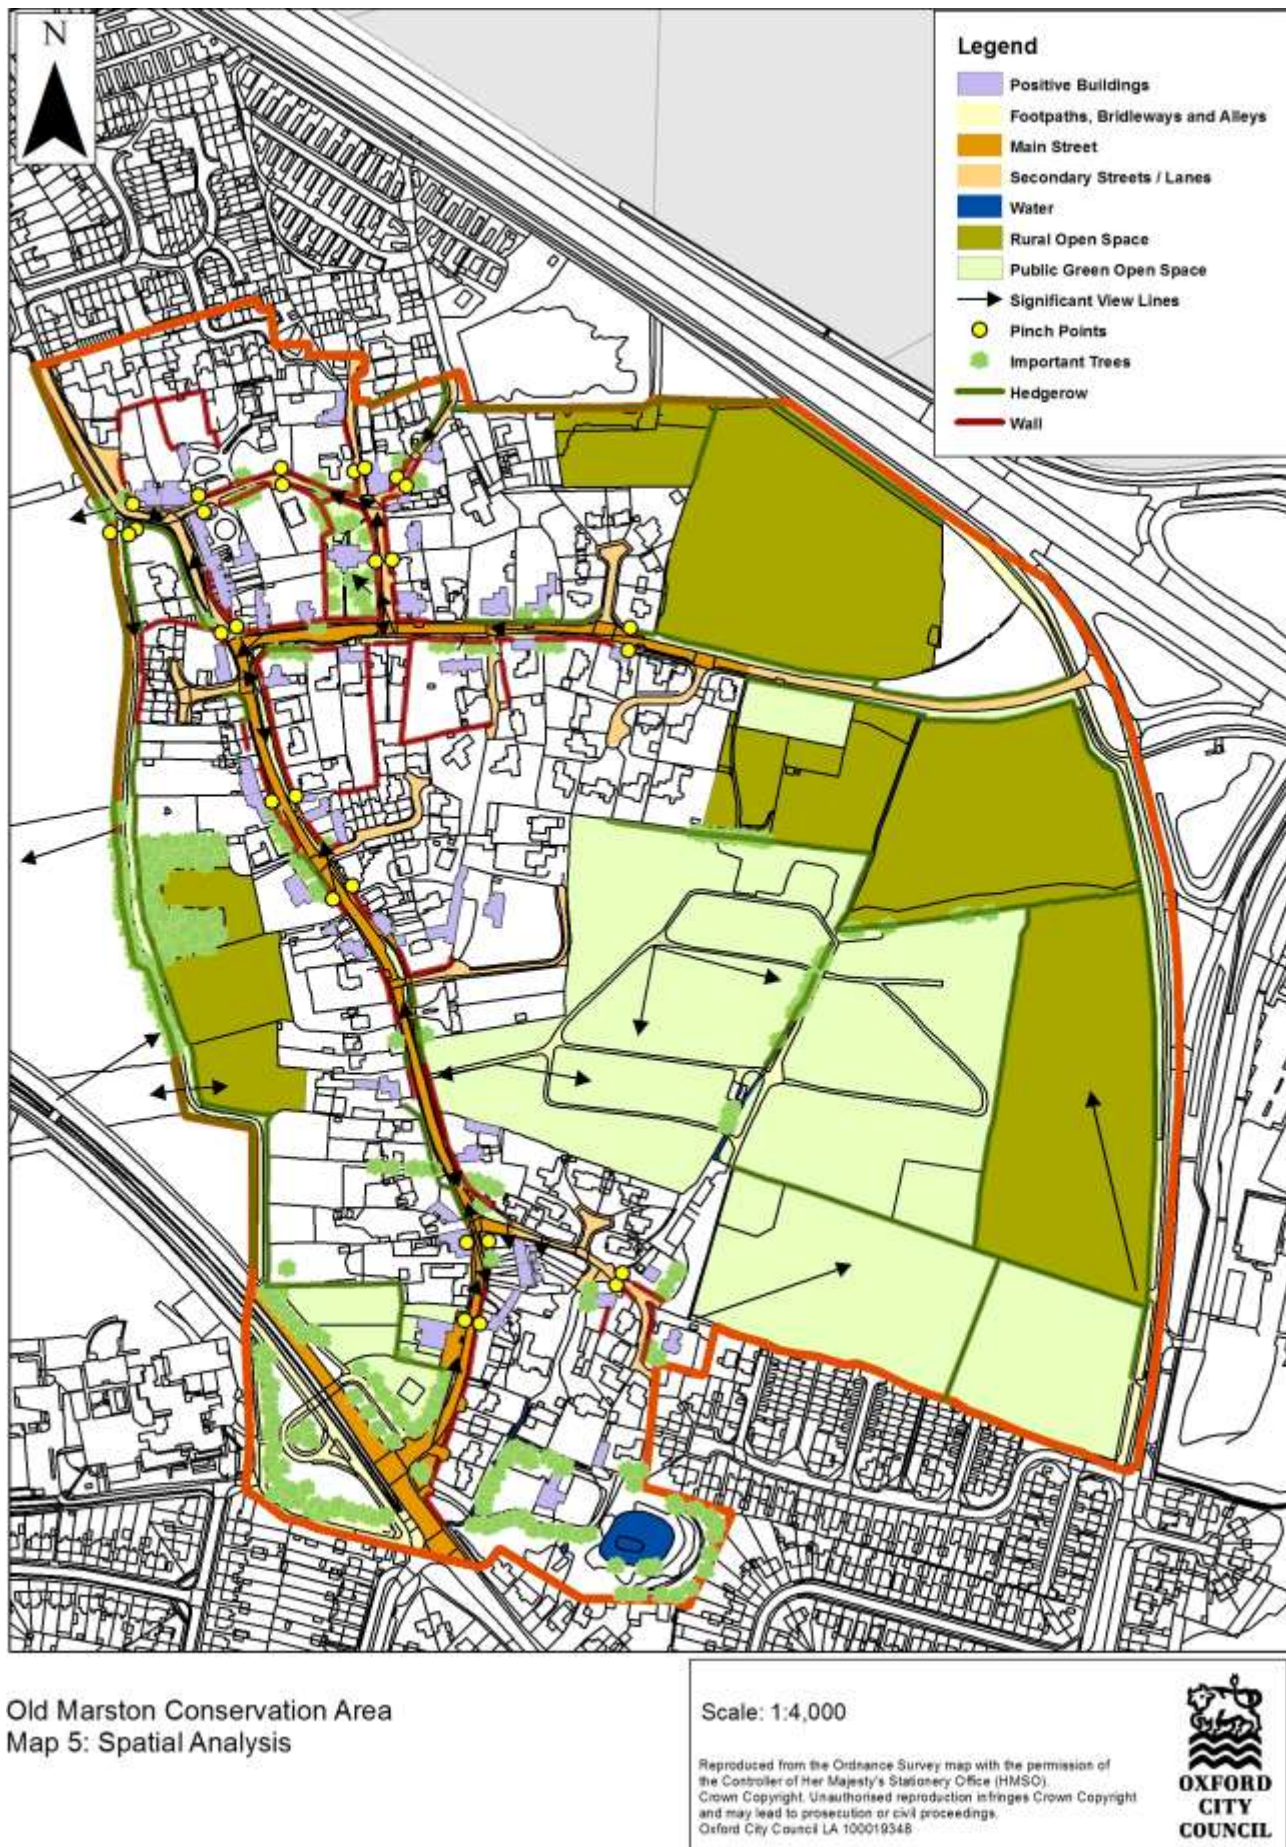 N
Legend
Positive Buildings
Footpaths, Bridleways and Alleys
Main Street
Secondary Streets / Lanes
Water
Rural Open Space
Public Green Open Space
Significant View Lines
Pinch Points
Important Trees
Hedgerow
Wall
Old Marston Conservation Area
Map 5: Spatial Analysis
Scale: 1:4,000
Reproduced from the Ordnance Survey map with the permission of
the Controller of Her Majesty's Stationery Office (HMSO).
Crown Copyright. Unauthorised reproduction infringes Crown Copyright
and may lead to prosecution or civil proceedings.
Oxford City Council LA 100019348
OXFORD
CITY
COUNCIL